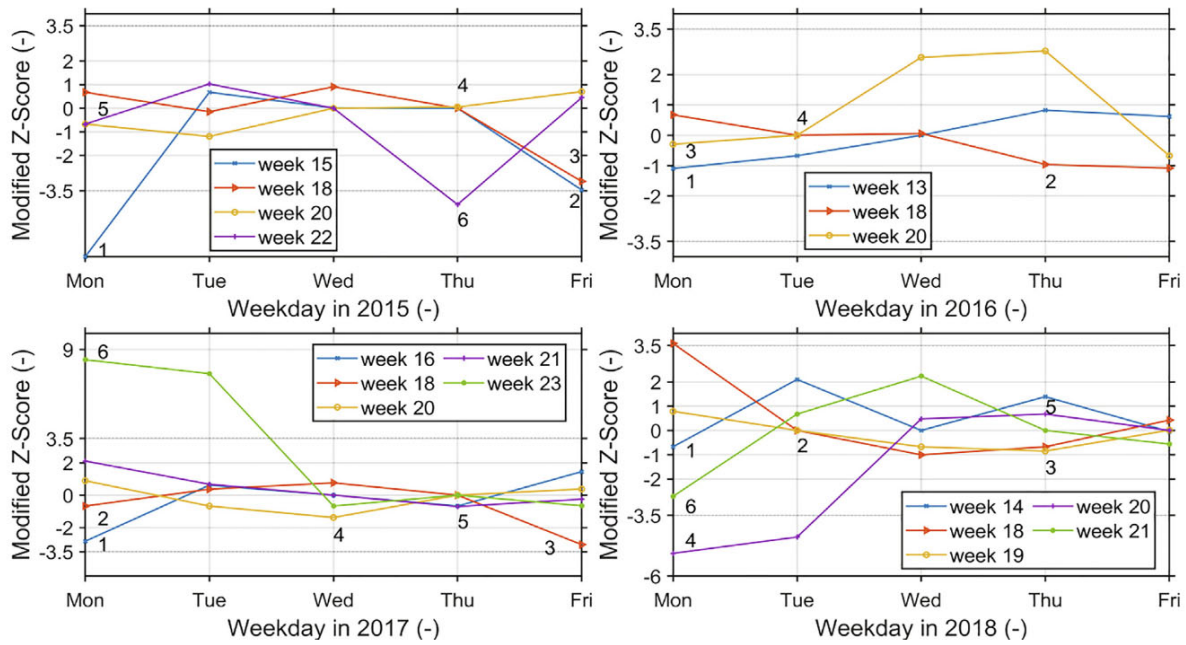 Modified Z-Score (-)
3.5
2
1
0
-1
-2
-3.5
5
1
4
6
3
2
week 15
week 18
week 20
week 22
Mon Tue Wed Thu Fri
Weekday in 2015 (-)
Modified Z-Score (-)
3.5
2
1
0
-1
-2
-3.5
3
1
4
2
week 13
week 18
week 20
Mon Tue Wed Thu Fri
Weekday in 2016 (-)
Modified Z-Score (-)
9
3.5
2
0
-2
-3.5
6
2
1
4
5
3
week 16 week 21
week 18 week 23
week 20
Mon Tue Wed Thu Fri
Weekday in 2017 (-)
Modified Z-Score (-)
3.5
2
1
0
-1
-2
-3.5
-6
1
6
4
2
5
3
week 14 week 20
week 18 week 21
week 19
Mon Tue Wed Thu Fri
Weekday in 2018 (-)